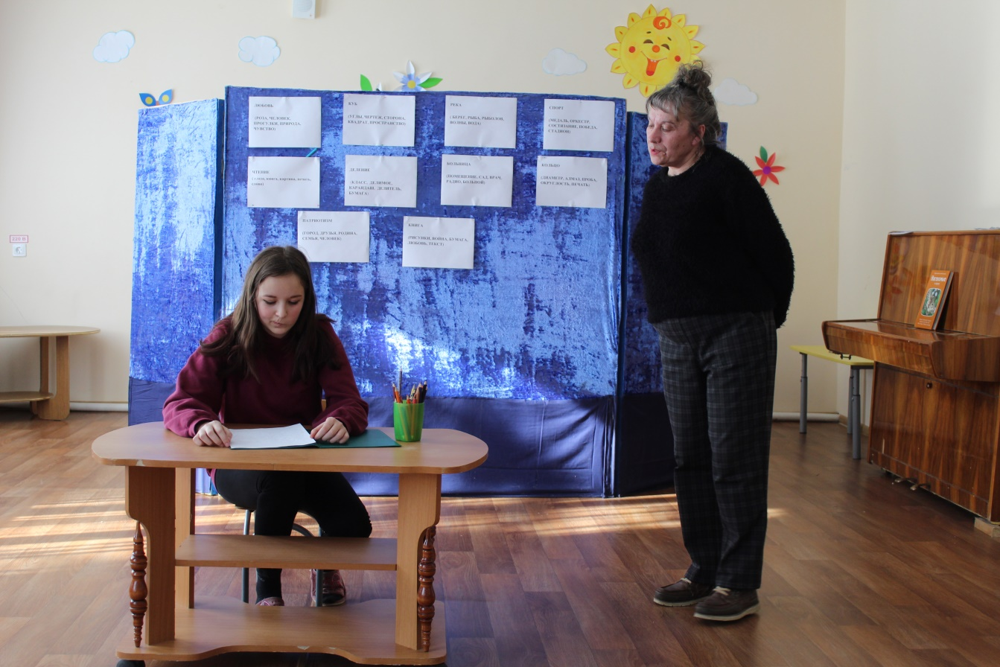 ЛЮБОВЬ
(РОЗА, ЧЕЛОВЕК,
ПРОГУЛКИ, ПРИРОДА,
ЧУВСТВО)
КУБ
(УГЛЫ, ЧЕРТЕЖ, СТОРОНА,
КВАДРАТ, ПРОСТРАНСТВО)
РЕКА
( БЕРЕГ, РЫБА, РЫБОЛОВ,
ВОЛНЫ, ВОДА)
СПОРТ
(МЕДАЛЬ, ОРКЕСТР,
СОСТЯЗАНИЕ, ПОБЕДА,
СТАДИОН)
ЧТЕНИЕ
книга, картина, печать,
слово)
ДЕЛЕНИЕ
(КЛАСС, ДЕЛИМОЕ,
КАРАНДАШ, ДЕЛИТЕЛЬ,
БУМАГА)
БОЛЬНИЦА
(ПОМЕЩЕНИЕ, САД, ВРАЧ,
РАДИО, БОЛЬНОЙ)
КОЛЬЦО
(ДИАМЕТР, АЛМАЗ, ПРОБА,
ОКРУГЛОСТЬ, ПЕЧАТЬ)
ПАТРИОТИЗМ
(ГОРОД, ДРУЗЬЯ, РОДИНА,
СЕМЬЯ, ЧЕЛОВЕК)
КНИГА
(РИСУНКИ, ВОЙНА, БУМАГА,
ЛЮБОВЬ, ТЕКСТ)
220 В